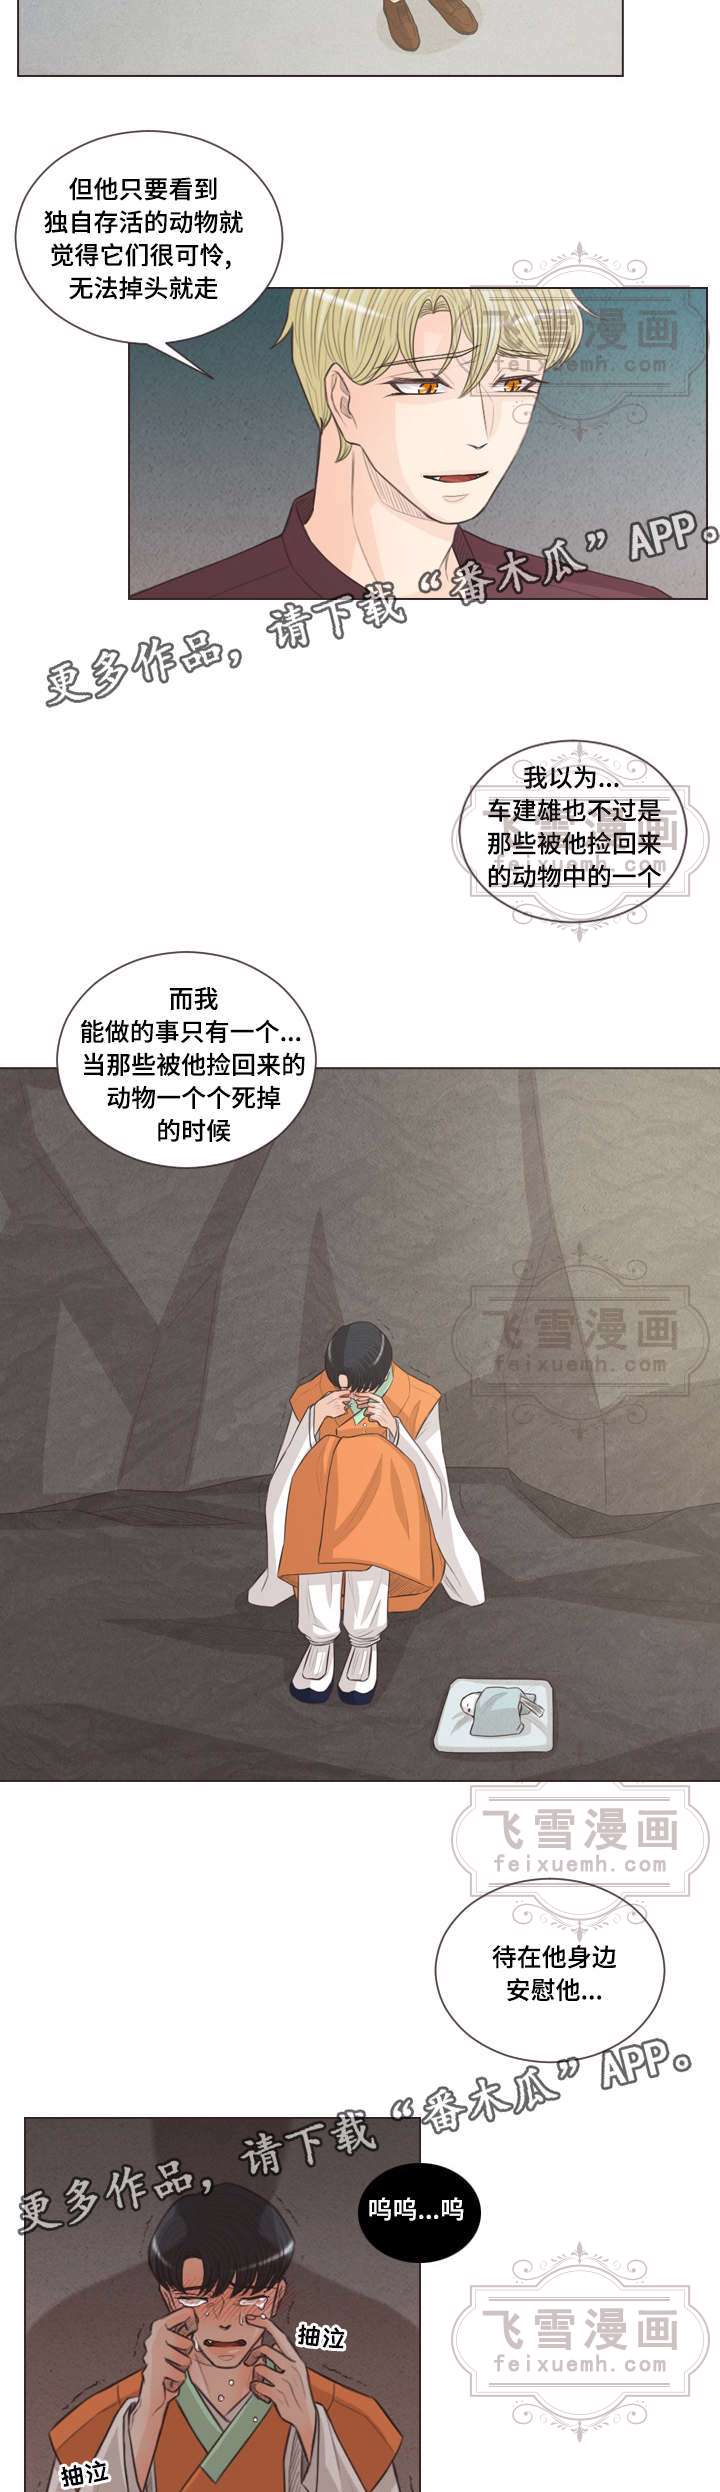 但他只要看到
独自存活的动物就
觉得它们很可怜,
无法掉头就走
飞雪漫画
feixuemh.com
更多作品，请下载“番木瓜”APP。
我以为...
车建雄也不过是
那些被他捡回来
的动物中的一个
飞雪漫画
feixuemh.com
而我
能做的事只有一个...
当那些被他捡回来的
动物一个个死掉
的时候
飞雪漫画
feixuemh.com
飞雪漫画
feixuemh.com
待在他身边
安慰他...
更多作品，请下载“番木瓜”APP。
呜呜...呜
抽泣
飞雪漫画
feixuemh.com
抽泣